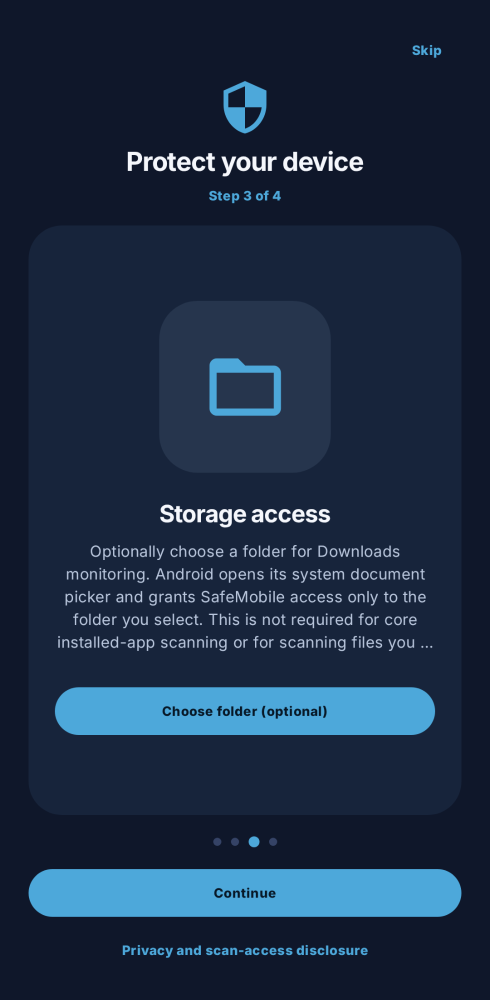 Skip
Protect your device
Step 3 of 4
Storage access
Optionally choose a folder for Downloads
monitoring. Android opens its system document
picker and grants SafeMobile access only to the
folder you select. This is not required for core
installed-app scanning or for scanning files you ...
Choose folder (optional)
Continue
Privacy and scan-access disclosure